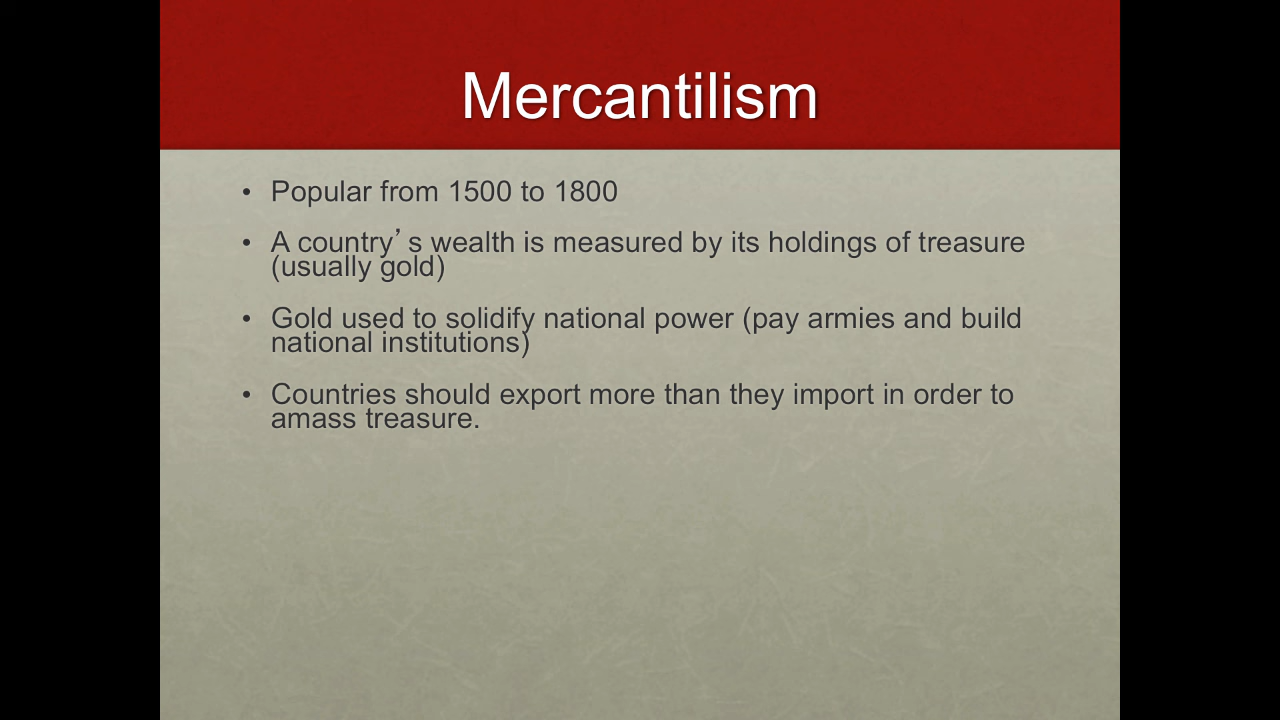 Mercantilism
• Popular from 1500 to 1800
• A country’s wealth is measured by its holdings of treasure
(usually gold)
• Gold used to solidify national power (pay armies and build
national institutions)
• Countries should export more than they import in order to
amass treasure.